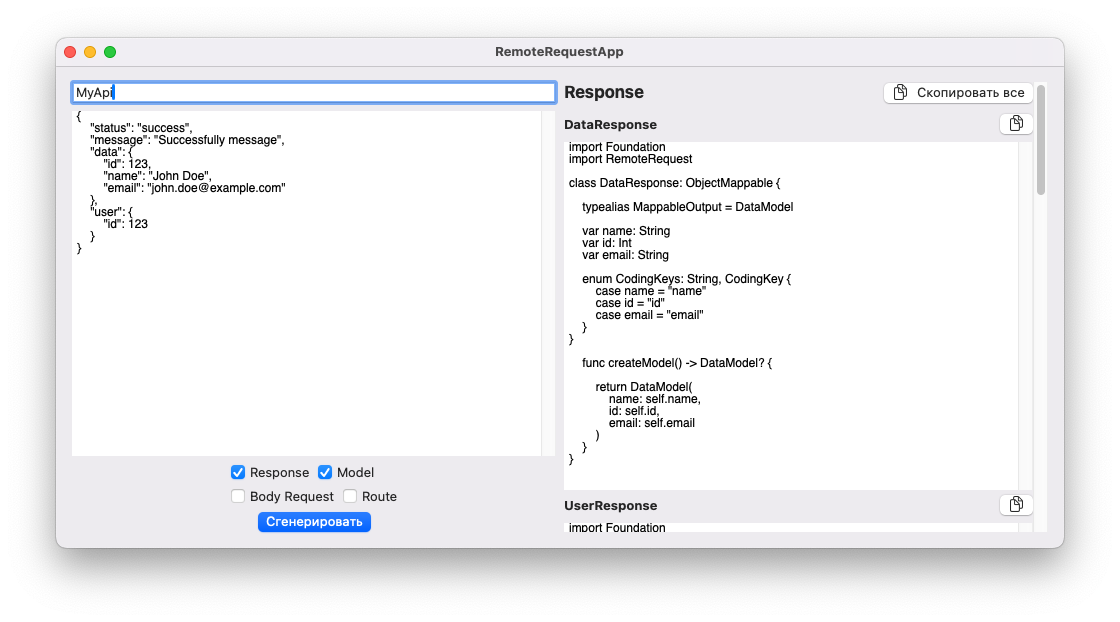 RemoteRequestApp
MyApi
{
    "status": "success",
    "message": "Successfully message",
    "data": {
        "id": 123,
        "name": "John Doe",
        "email": "john.doe@example.com"
    },
    "user": {
        "id": 123
    }
}
Response Model
Body Request Route
Сгенерировать
Response
Скопировать все
DataResponse
import Foundation
import RemoteRequest
class DataResponse: ObjectMappable {
    typealias MappableOutput = DataModel
    var name: String
    var id: Int
    var email: String
    enum CodingKeys: String, CodingKey {
        case name = "name"
        case id = "id"
        case email = "email"
    }
}
    func createModel() -> DataModel? {
        return DataModel(
            name: self.name,
            id: self.id,
            email: self.email
        )
    }
}
UserResponse
import Foundation